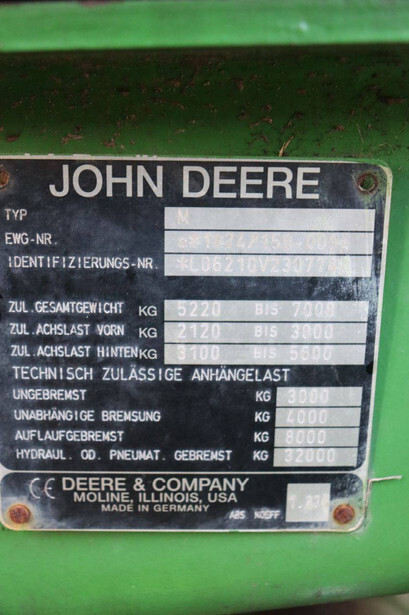 JOHN DEERE
TYP M
EWG-NR.
IDENTIFIZIERUNGS-NR.
ZUL.GESAMTGEWICHT KG 5220 BIS 7000
ZUL.ACHSLAST VORN KG 2120 BIS 3000
ZUL.ACHSLAST HINTEN KG 3100 BIS 5600
TECHNISCH ZULÄSSIGE ANHÄNGELAST
UNGEBREMST KG 3000
UNABHÄNGIGE BREMSUNG KG 4000
AUFLAUFGEBREMST KG 8000
HYDRAUL. OD. PNEUMAT. GEBREMST KG 32000
CE DEERE & COMPANY
MOLINE, ILLINOIS, USA
MADE IN GERMANY
ABS KOEFF.